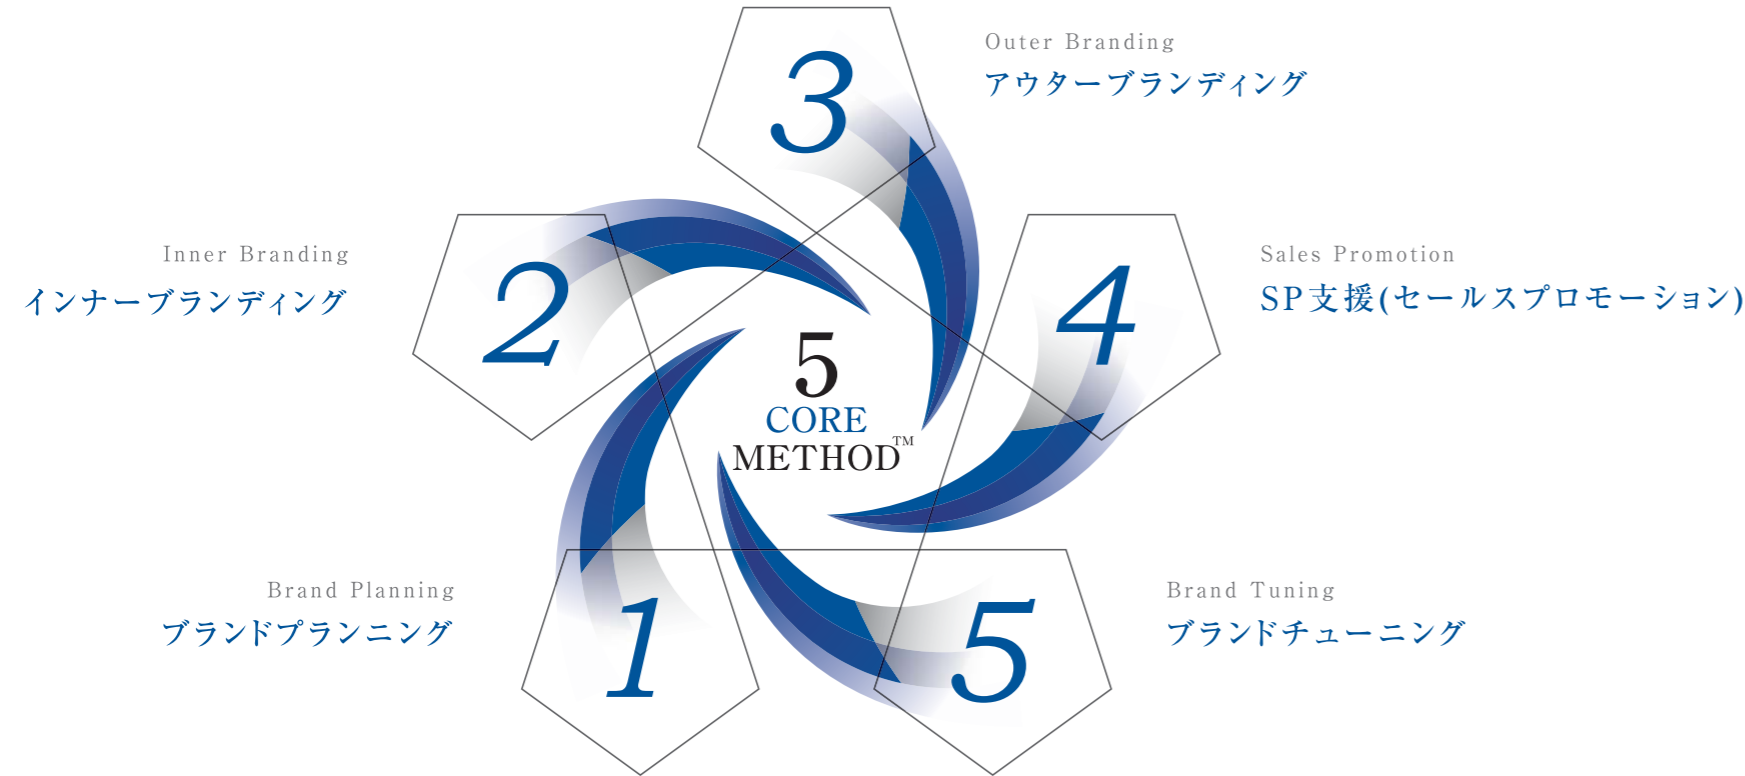 3
Outer Branding
アウターブランディング
2
Inner Branding
インナーブランディング
4
Sales Promotion
SP支援(セールスプロモーション)
5
CORE
METHOD™
1
Brand Planning
ブランドプランニング
5
Brand Tuning
ブランドチューニング